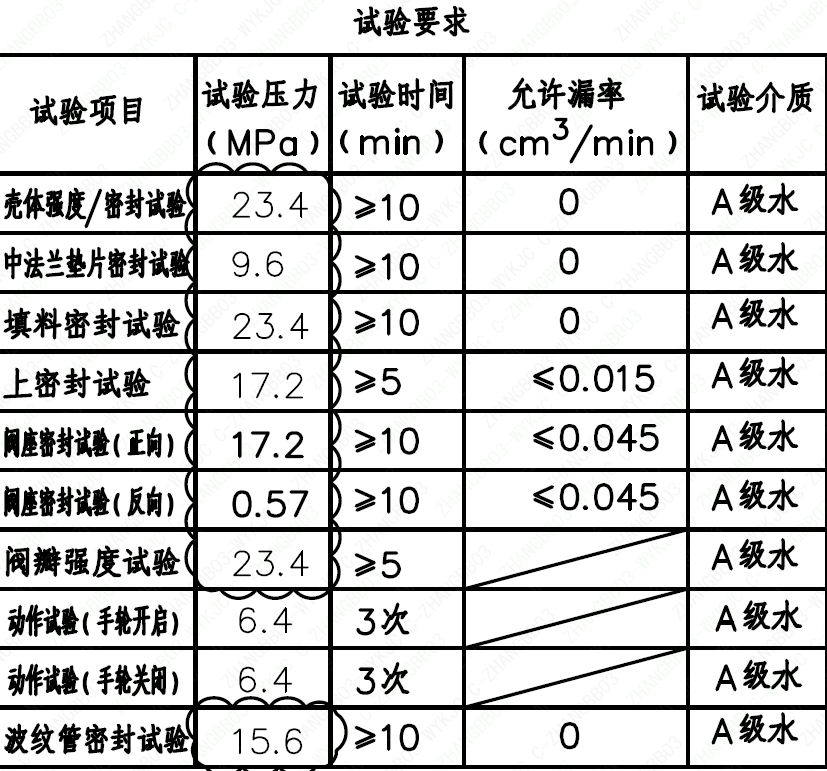 试验要求
试验项目 试验压力(MPa) 试验时间(min) 允许漏率(cm³/min) 试验介质
壳体强度/密封试验 23.4 ≥10 0 A级水
中法兰垫片密封试验 9.6 ≥10 0 A级水
填料密封试验 23.4 ≥10 0 A级水
上密封试验 17.2 ≥5 ≤0.015 A级水
阀座密封试验(正向) 17.2 ≥10 ≤0.045 A级水
阀座密封试验(反向) 0.57 ≥10 ≤0.045 A级水
阀瓣强度试验 23.4 ≥5 A级水
动作试验(手轮开启) 6.4 3次 A级水
动作试验(手轮关闭) 6.4 3次 A级水
波纹管密封试验 15.6 ≥10 0 A级水